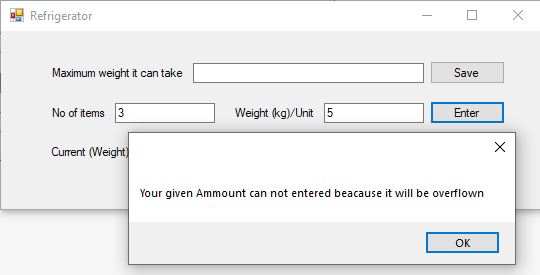 Refrigerator
Maximum weight it can take Save
No of items 3 Weight (kg)/Unit 5 Enter
Current (Weight)
Your given Ammount can not entered beacause it will be overflown
OK